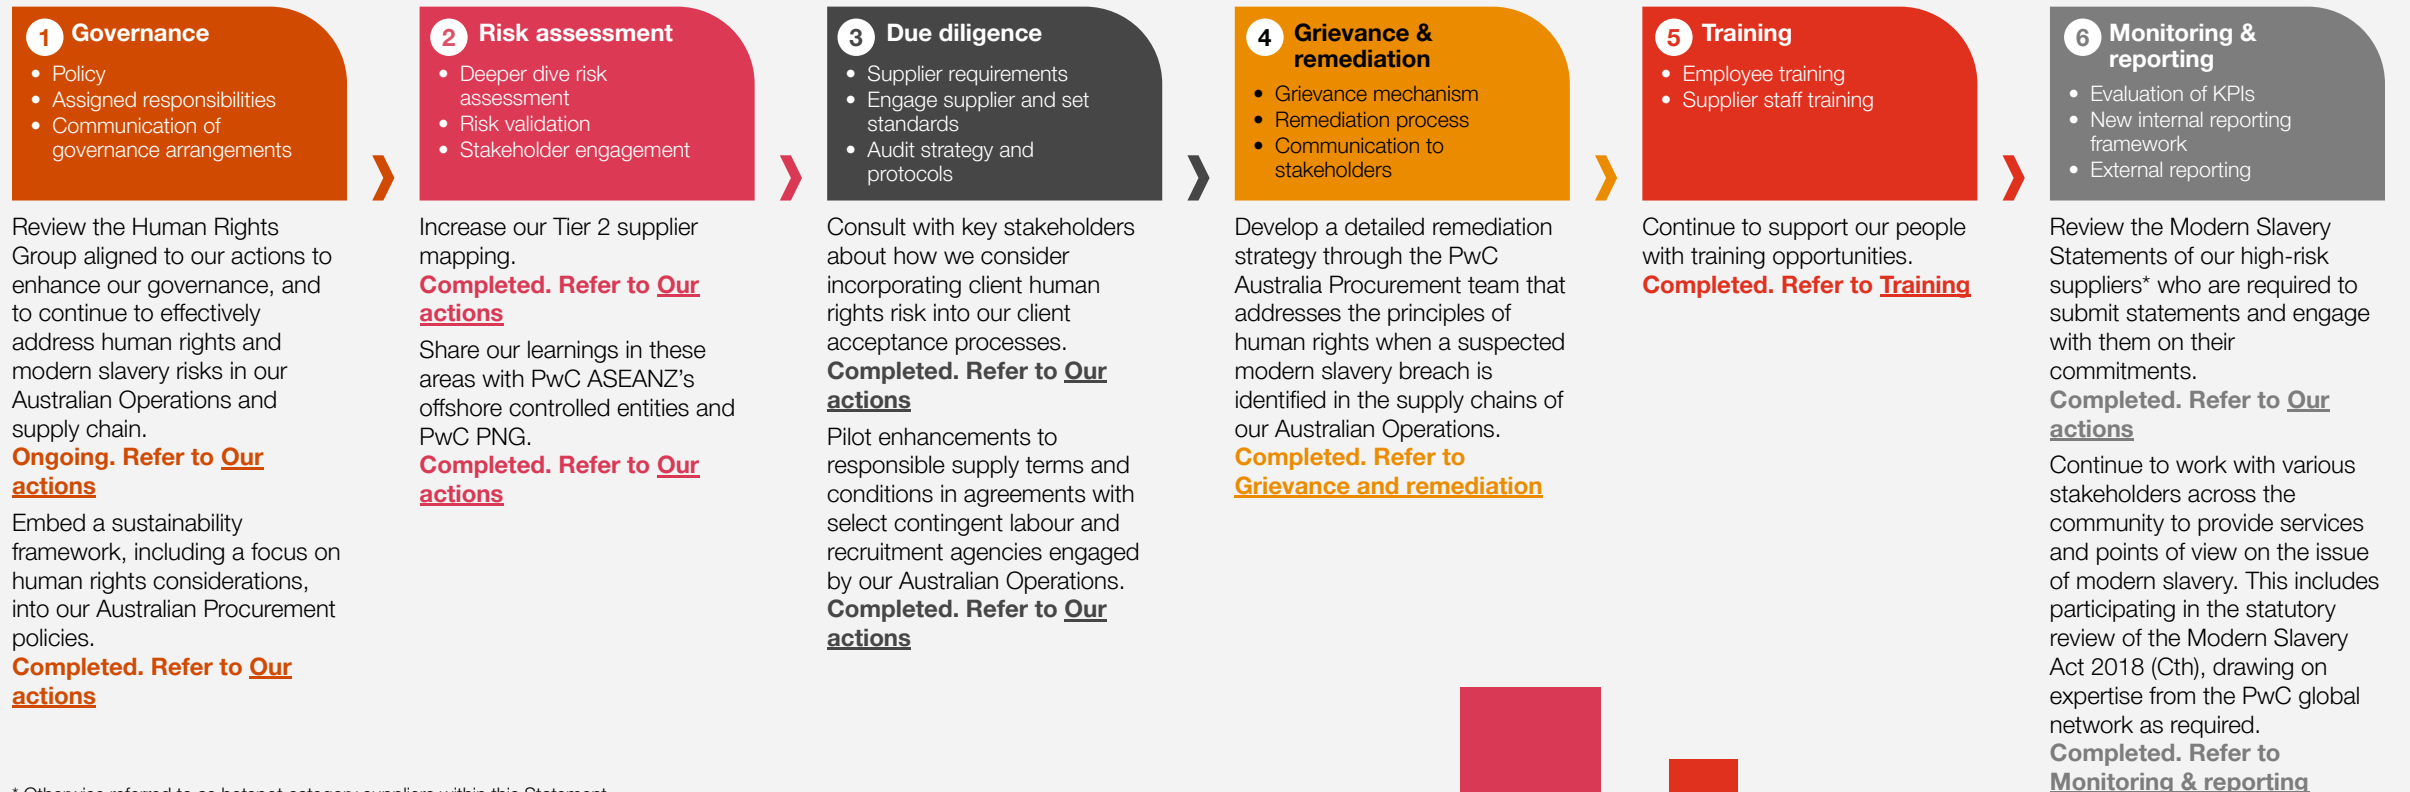 1 Governance
• Policy
• Assigned responsibilities
• Communication of
governance arrangements
Review the Human Rights
Group aligned to our actions to
enhance our governance, and
to continue to effectively
address human rights and
modern slavery risks in our
Australian Operations and
supply chain.
Ongoing. Refer to Our
actions
Embed a sustainability
framework, including a focus on
human rights considerations,
into our Australian Procurement
policies.
Completed. Refer to Our
actions
2 Risk assessment
• Deeper dive risk
assessment
• Risk validation
• Stakeholder engagement
Increase our Tier 2 supplier
mapping.
Completed. Refer to Our
actions
Share our learnings in these
areas with PwC ASEANZ's
offshore controlled entities and
PwC PNG.
Completed. Refer to Our
actions
3 Due diligence
• Supplier requirements
• Engage supplier and set
standards
• Audit strategy and
protocols
Consult with key stakeholders
about how we consider
incorporating client human
rights risk into our client
acceptance processes.
Completed. Refer to Our
actions
Pilot enhancements to
responsible supply terms and
conditions in agreements with
select contingent labour and
recruitment agencies engaged
by our Australian Operations.
Completed. Refer to Our
actions
4 Grievance &
remediation
• Grievance mechanism
• Remediation process
• Communication to
stakeholders
Develop a detailed remediation
strategy through the PwC
Australia Procurement team that
addresses the principles of
human rights when a suspected
modern slavery breach is
identified in the supply chains of
our Australian Operations.
Completed. Refer to
Grievance and remediation
5 Training
• Employee training
• Supplier staff training
Continue to support our people
with training opportunities.
Completed. Refer to Training
6 Monitoring &
reporting
• Evaluation of KPIs
• New internal reporting
framework
• External reporting
Review the Modern Slavery
Statements of our high-risk
suppliers* who are required to
submit statements and engage
with them on their
commitments.
Completed. Refer to Our
actions
Continue to work with various
stakeholders across the
community to provide services
and points of view on the issue
of modern slavery. This includes
participating in the statutory
review of the Modern Slavery
Act 2018 (Cth), drawing on
expertise from the PwC global
network as required.
Completed. Refer to
Monitoring & reporting
* Otherwise referred to as hotspot category suppliers within this Statement